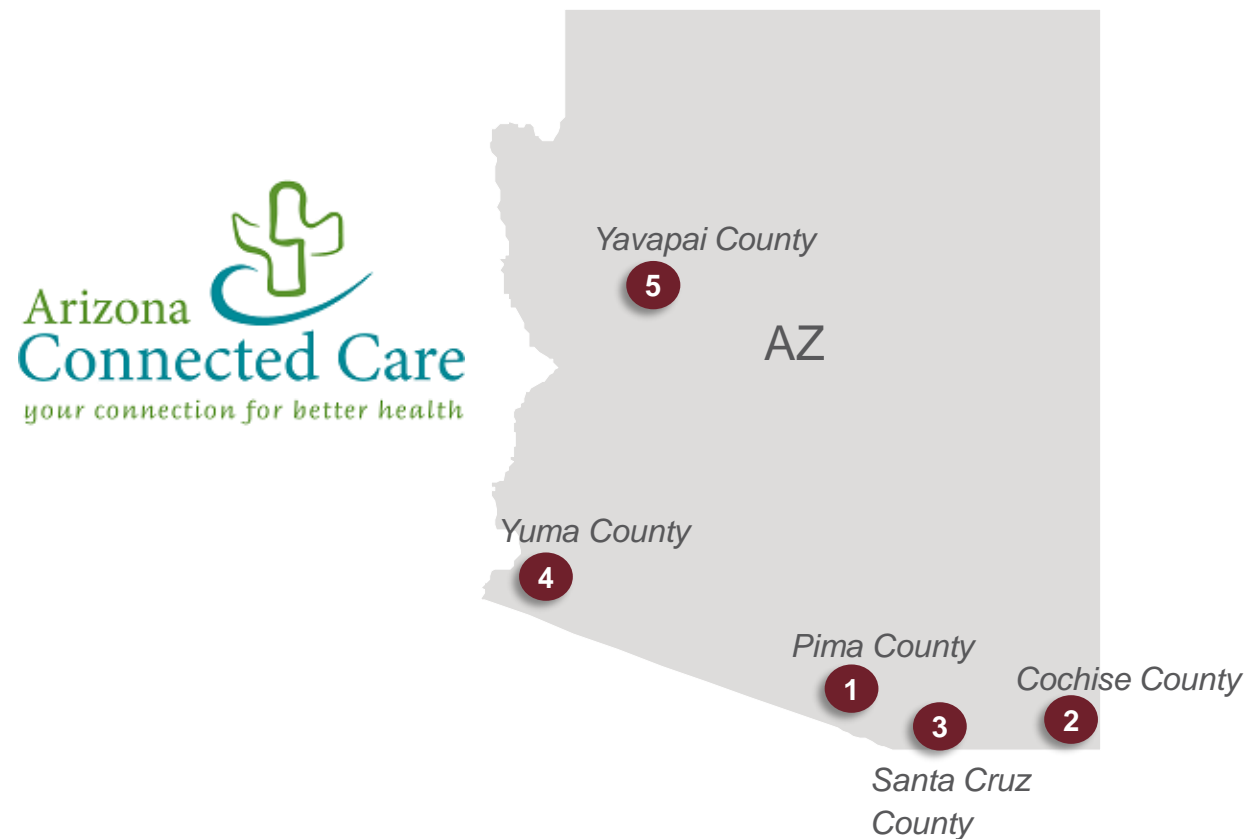 Arizona
Connected Care
your connection for better health
Yavapai County
5
AZ
Yuma County
4
Pima County
1
Cochise County
2
3
Santa Cruz
County